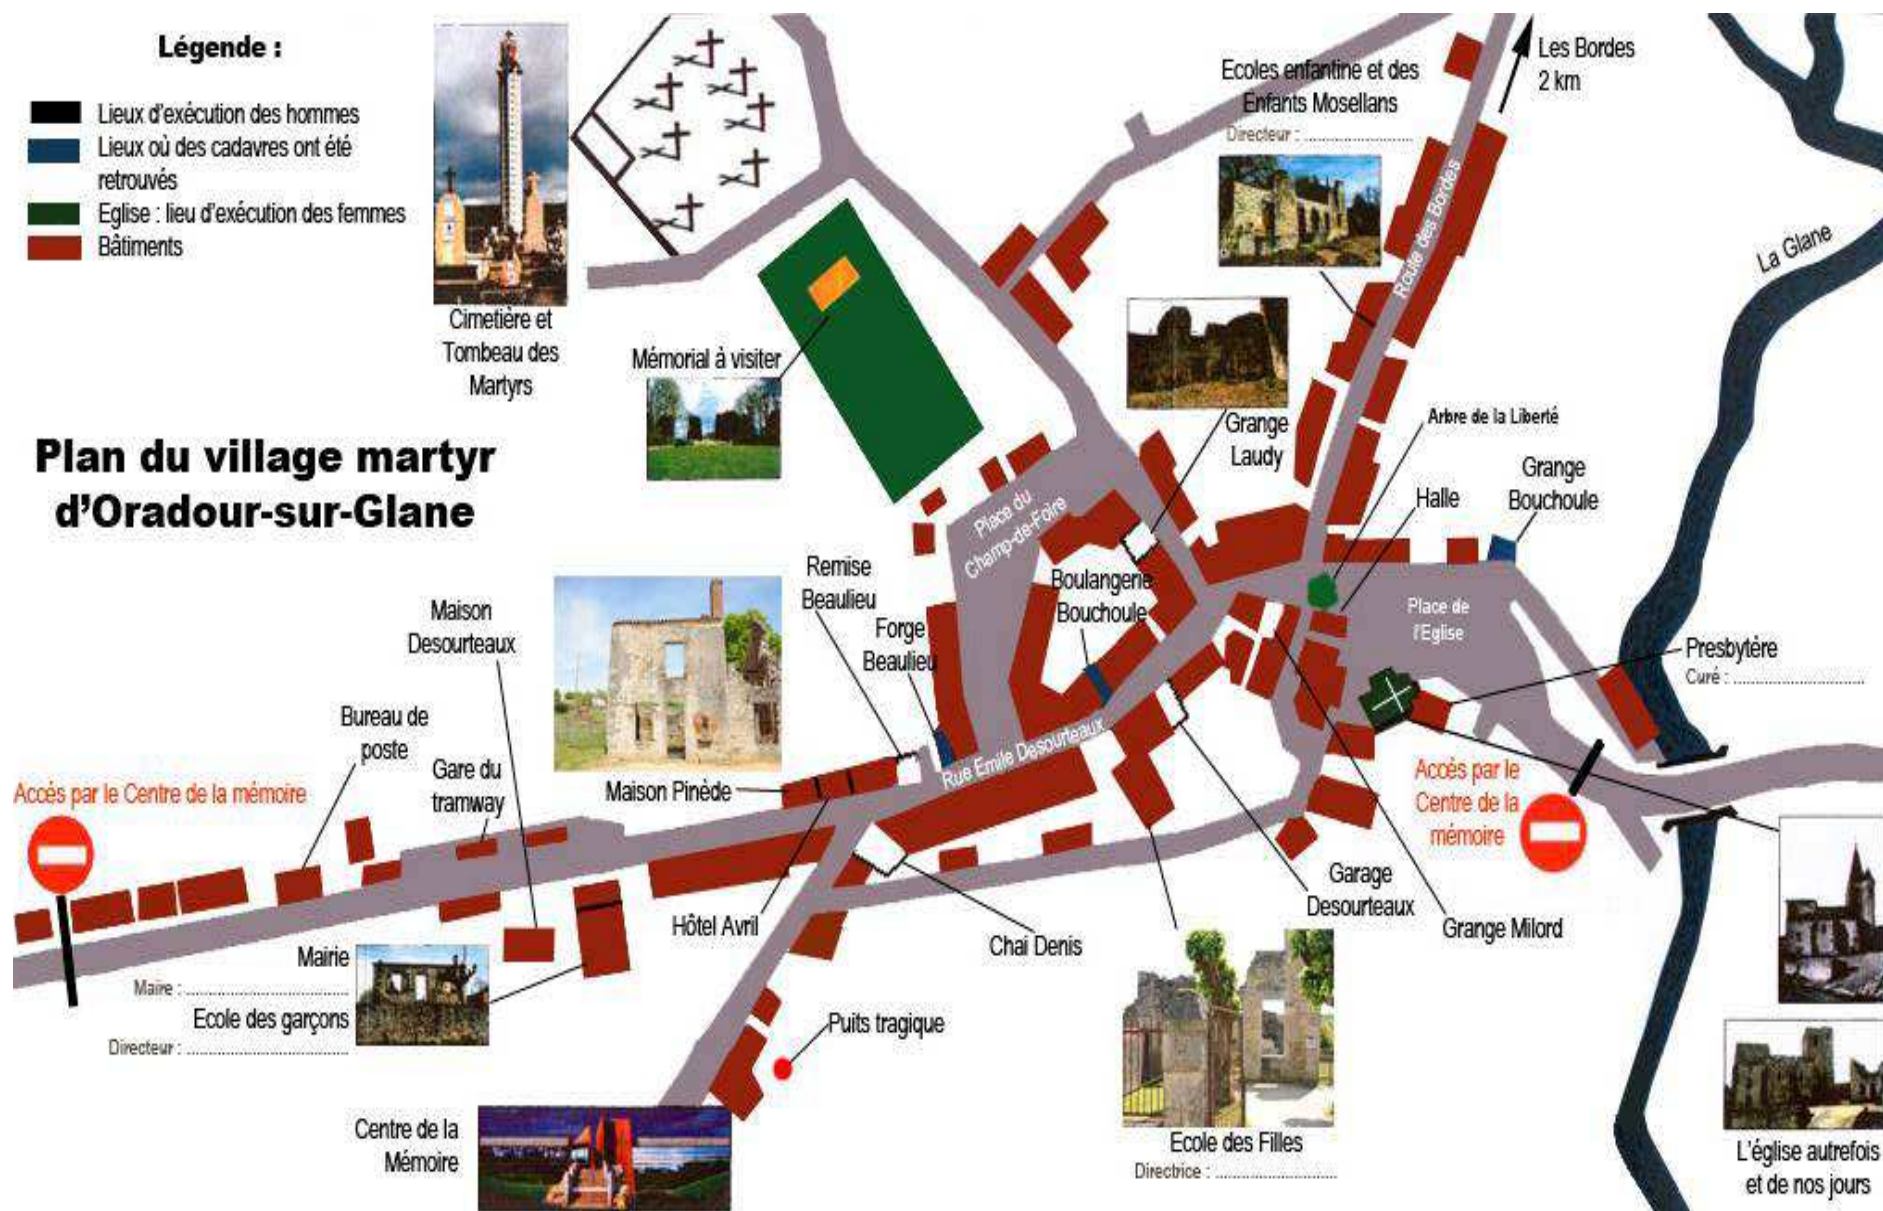 Légende :
Lieux d'exécution des hommes
Lieux où des cadavres ont été
retrouvés
Eglise : lieu d'exécution des femmes
Bâtiments
Cimetière et
Tombeau des
Martyrs
Plan du village martyr
d'Oradour-sur-Glane
Mémorial à visiter
Ecoles enfantine et des
Enfants Mosellans
Directeur : ..............................
Les Bordes
2 km
Route des Bordes
La Glane
Grange
Laudy
Arbre de la Liberté
Halle
Grange
Bouchoule
Place du
Champ-de-Foire
Boulangerie
Bouchoule
Place de
l'Eglise
Presbytère
Curé : ..............................
Remise
Beaulieu
Forge
Beaulieu
Maison
Desourteaux
Bureau de
poste
Gare du
tramway
Maison Pinède
Rue Emile Desourteaux
Accès par le Centre de la mémoire
Accès par le
Centre de la
mémoire
Hôtel Avril
Chai Denis
Garage
Desourteaux
Grange Milord
Mairie
Maire : ..............................
Ecole des garçons
Directeur : ..............................
Puits tragique
Centre de la
Mémoire
Ecole des Filles
Directrice : ..............................
L'église autrefois
et de nos jours